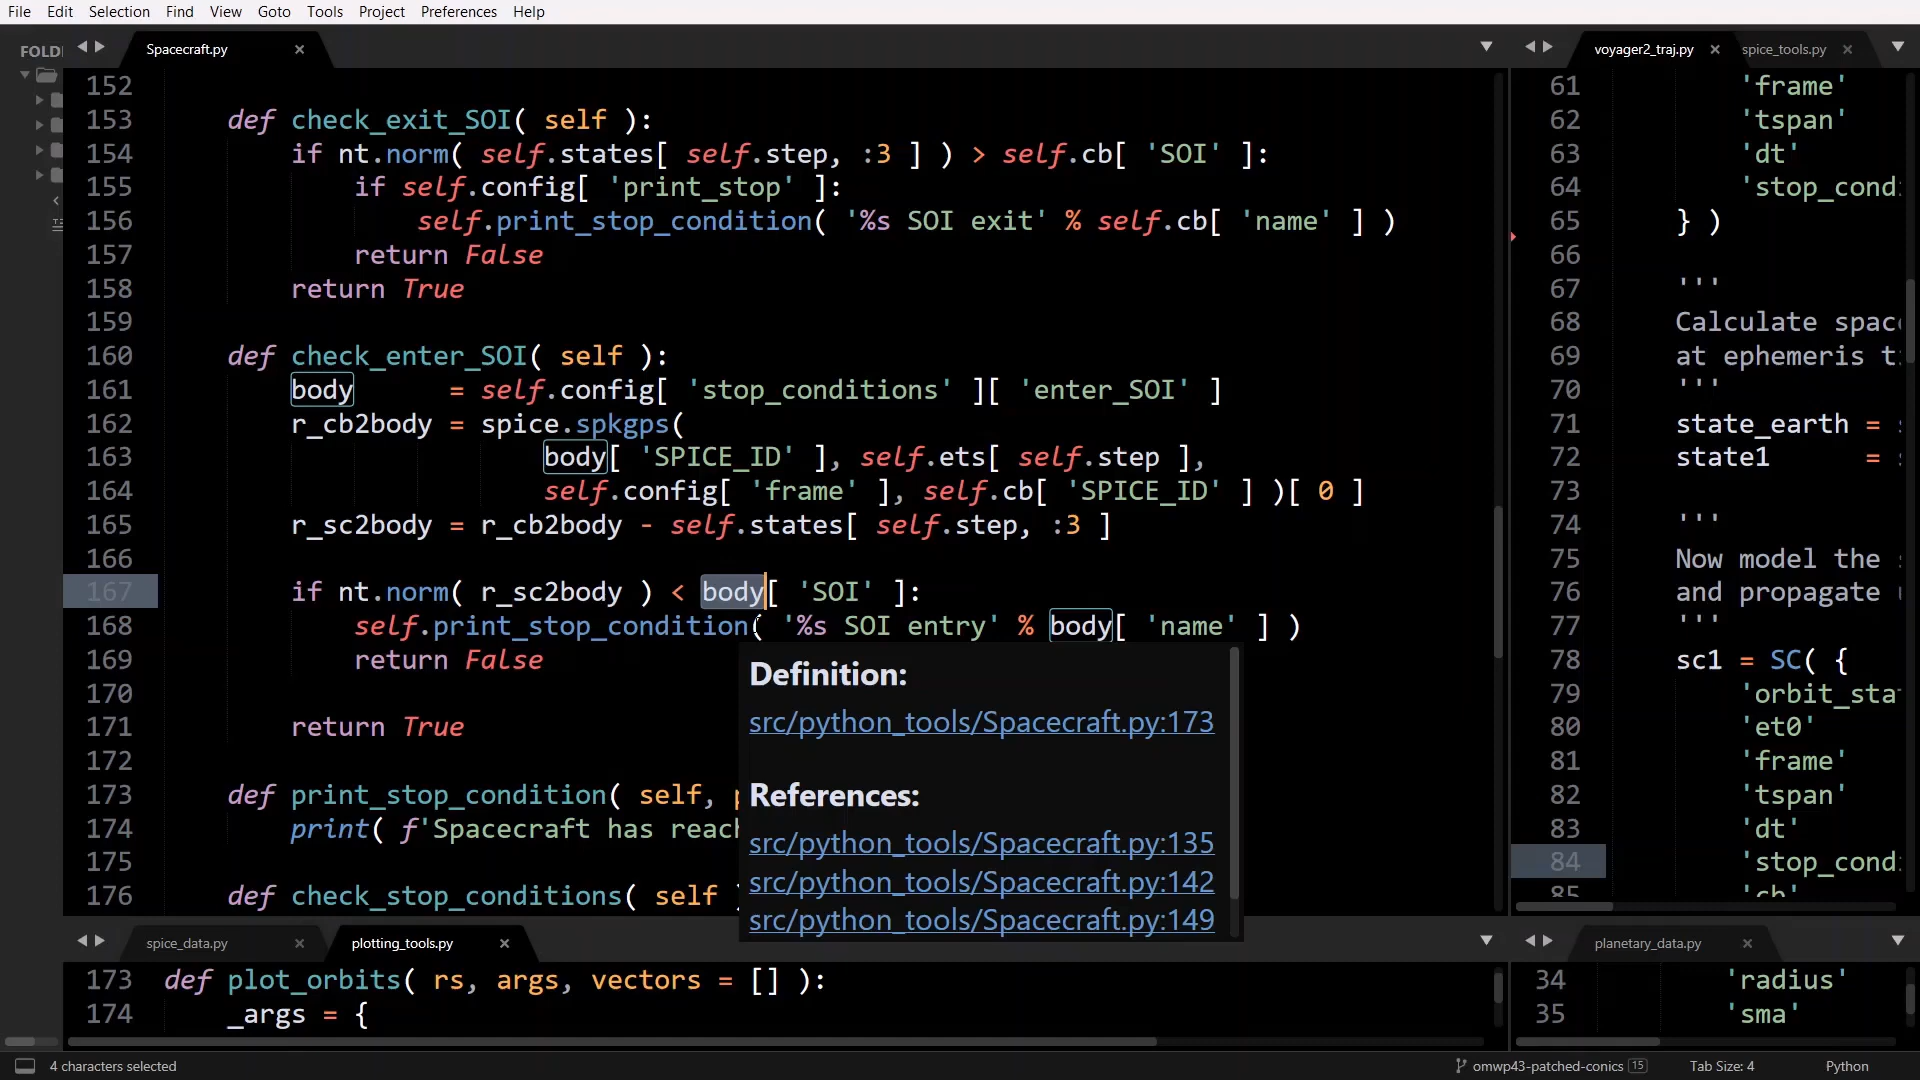 File Edit Selection Find View Goto Tools Project Preferences Help
FOLD
Spacecraft.py
152
153 def check_exit_SOI( self ):
154 if nt.norm( self.states[ self.step, :3 ] ) > self.cb[ 'SOI' ]:
155 if self.config[ 'print_stop' ]:
156 self.print_stop_condition( '%s SOI exit' % self.cb[ 'name' ] )
157 return False
158 return True
159
160 def check_enter_SOI( self ):
161 body = self.config[ 'stop_conditions' ][ 'enter_SOI' ]
162 r_cb2body = spice.spkgps(
163 body[ 'SPICE_ID' ], self.ets[ self.step ],
164 self.config[ 'frame' ], self.cb[ 'SPICE_ID' ] )[ 0 ]
165 r_sc2body = r_cb2body - self.states[ self.step, :3 ]
166
167 if nt.norm( r_sc2body ) < body[ 'SOI' ]:
168 self.print_stop_condition( '%s SOI entry' % body[ 'name' ] )
169 return False
170
171 return True
172
173 def print_stop_condition( self, p
174 print( f'Spacecraft has reac
175
176 def check_stop_conditions( self )
Definition:
src/python_tools/Spacecraft.py:173
References:
src/python_tools/Spacecraft.py:135
src/python_tools/Spacecraft.py:142
src/python_tools/Spacecraft.py:149
voyager2_traj.py spice_tools.py
61 'frame'
62 'tspan'
63 'dt'
64 'stop_cond
65 } )
66
67 '''
68 Calculate spac
69 at ephemeris t
70 '''
71 state_earth =
72 state1 =
73
74 '''
75 Now model the
76 and propagate
77 '''
78 sc1 = SC( {
79 'orbit_sta
80 'et0'
81 'frame'
82 'tspan'
83 'dt'
84 'stop_cond
85 'cb'
spice_data.py plotting_tools.py
173 def plot_orbits( rs, args, vectors = [] ):
174 _args = {
planetary_data.py
34 'radius'
35 'sma'
4 characters selected
omwp43-patched-conics 15 Tab Size: 4 Python